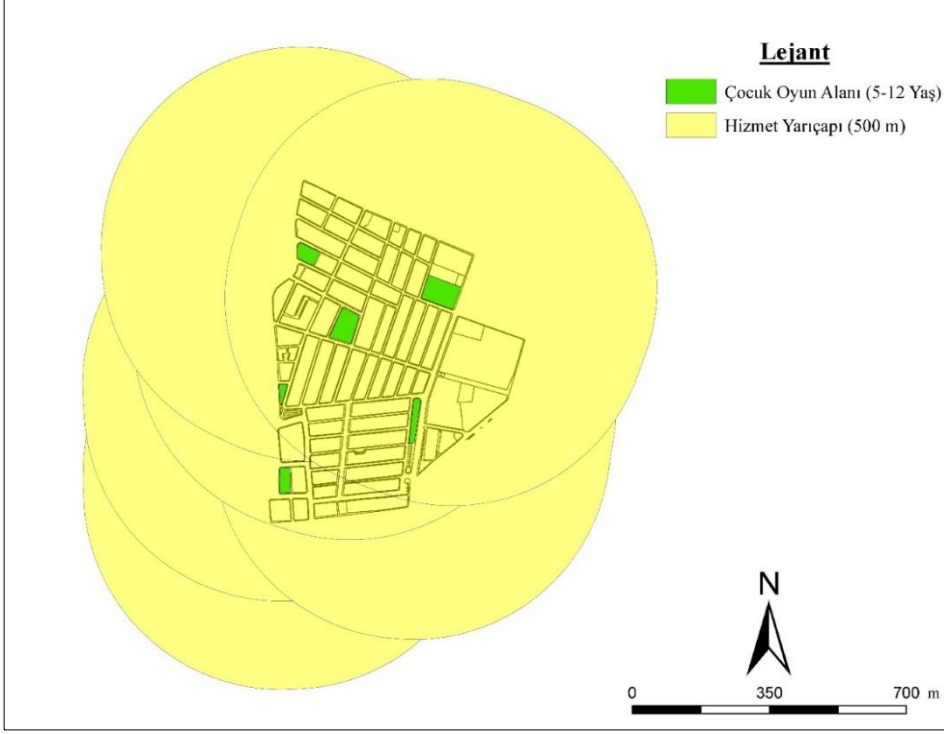 Lejant
Çocuk Oyun Alanı (5-12 Yaş)
Hizmet Yarıçapı (500 m)
N
0 350 700 m